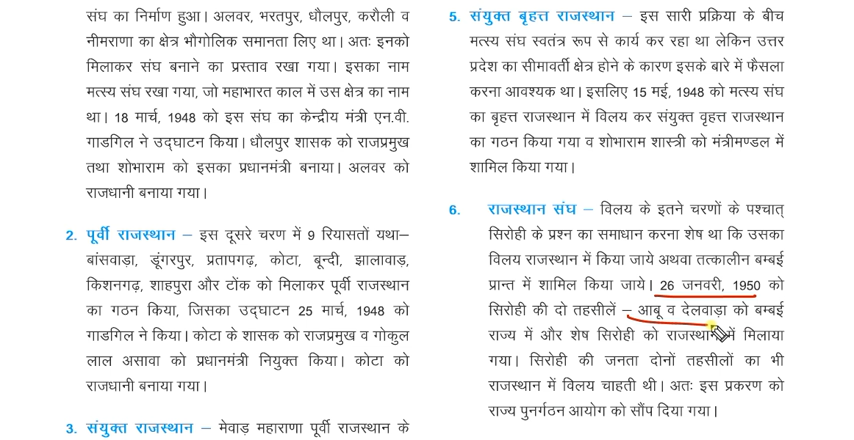 संघ का निर्माण हुआ। अलवर, भरतपुर, धौलपुर, करौली व
नीमराणा का क्षेत्र भौगोलिक समानता लिए था। अतः इनको
मिलाकर संघ बनाने का प्रस्ताव रखा गया। इसका नाम
मत्स्य संघ रखा गया, जो महाभारत काल में उस क्षेत्र का नाम
था। 18 मार्च, 1948 को इस संघ का केन्द्रीय मंत्री एन.वी.
गाडगिल ने उद्घाटन किया। धौलपुर शासक को राजप्रमुख
तथा शोभाराम को इसका प्रधानमंत्री बनाया। अलवर को
राजधानी बनाया गया।
2. पूर्वी राजस्थान – इस दूसरे चरण में 9 रियासतों यथा–
बांसवाड़ा, डूंगरपुर, प्रतापगढ़, कोटा, बून्दी, झालावाड़,
किशनगढ़, शाहपुरा और टोंक को मिलाकर पूर्वी राजस्थान
का गठन किया, जिसका उद्घाटन 25 मार्च, 1948 को
गाडगिल ने किया। कोटा के शासक को राजप्रमुख व गोकुल
लाल असावा को प्रधानमंत्री नियुक्त किया। कोटा को
राजधानी बनाया गया।
3. संयुक्त राजस्थान – मेवाड़ महाराणा पूर्वी राजस्थान के
5. संयुक्त बृहत्त राजस्थान – इस सारी प्रक्रिया के बीच
मत्स्य संघ स्वतंत्र रूप से कार्य कर रहा था लेकिन उत्तर
प्रदेश का सीमावर्ती क्षेत्र होने के कारण इसके बारे में फैसला
करना आवश्यक था। इसलिए 15 मई, 1948 को मत्स्य संघ
का बृहत्त राजस्थान में विलय कर संयुक्त वृहत्त राजस्थान
का गठन किया गया व शोभाराम शास्त्री को मंत्रीमण्डल में
शामिल किया गया।
6. राजस्थान संघ – विलय के इतने चरणों के पश्चात्
सिरोही के प्रश्न का समाधान करना शेष था कि उसका
विलय राजस्थान में किया जाये अथवा तत्कालीन बम्बई
प्रान्त में शामिल किया जाये। 26 जनवरी, 1950 को
सिरोही की दो तहसीलें – आबू व देलवाड़ा को बम्बई
राज्य में और शेष सिरोही को राजस्थान में मिलाया
गया। सिरोही की जनता दोनों तहसीलों का भी
राजस्थान में विलय चाहती थी। अतः इस प्रकरण को
राज्य पुनर्गठन आयोग को सौंप दिया गया।